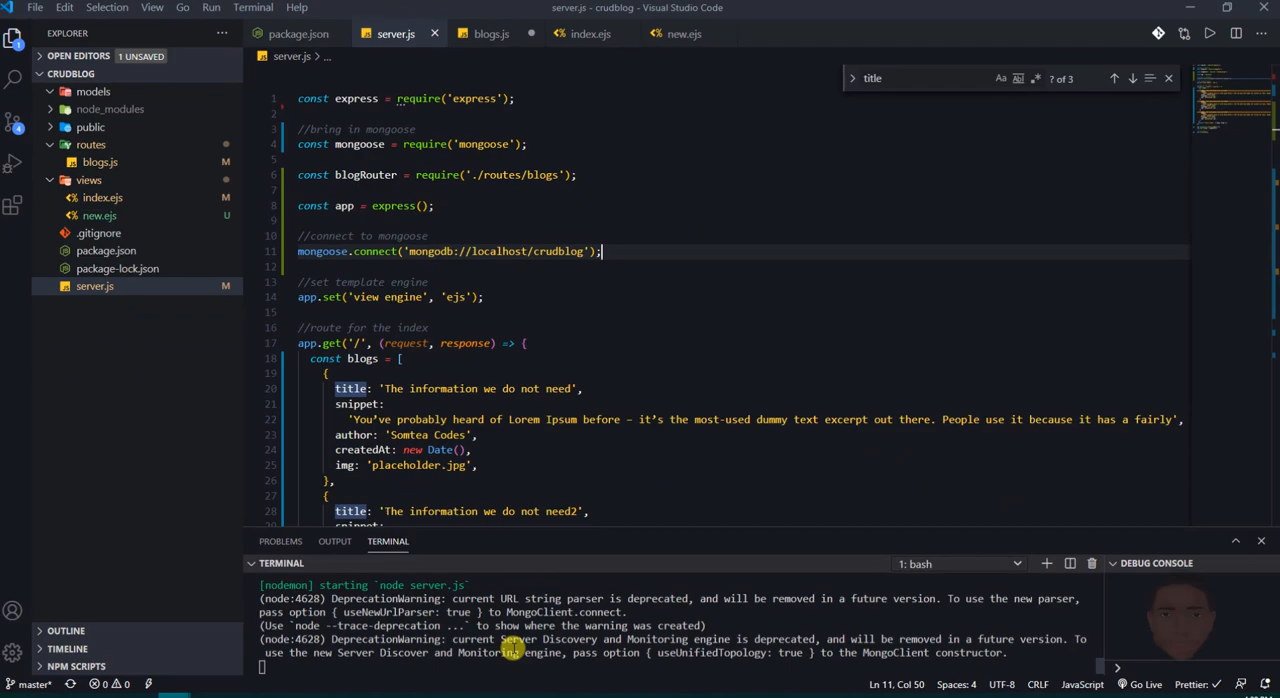 File Edit Selection View Go Run Terminal Help
server.js - crudblog - Visual Studio Code
EXPLORER
OPEN EDITORS 1 UNSAVED
CRUDBLOG
models
node_modules
public
routes
blogs.js M
views
index.ejs M
new.ejs U
.gitignore
package.json
package-lock.json
server.js M
OUTLINE
TIMELINE
NPM SCRIPTS
package.json server.js blogs.js index.ejs new.ejs
server.js > ...
title
? of 3
1 const express = require('express');
2
3 //bring in mongoose
4 const mongoose = require('mongoose');
5
6 const blogRouter = require('./routes/blogs');
7
8 const app = express();
9
10 //connect to mongoose
11 mongoose.connect('mongodb://localhost/crudblog');
12
13 //set template engine
14 app.set('view engine', 'ejs');
15
16 //route for the index
17 app.get('/', (request, response) => {
18 const blogs = [
19 {
20 title: 'The information we do not need',
21 snippet:
22 'You've probably heard of Lorem Ipsum before – it's the most-used dummy text excerpt out there. People use it because it has a fairly',
23 author: 'Somtea Codes',
24 createdAt: new Date(),
25 img: 'placeholder.jpg',
26 },
27 {
28 title: 'The information we do not need2',
29 snippet:
PROBLEMS OUTPUT TERMINAL
TERMINAL
1: bash
DEBUG CONSOLE
[nodemon] starting `node server.js`
(node:4628) DeprecationWarning: current URL string parser is deprecated, and will be removed in a future version. To use the new parser,
pass option { useNewUrlParser: true } to MongoClient.connect.
(Use `node --trace-deprecation ...` to show where the warning was created)
(node:4628) DeprecationWarning: current Server Discovery and Monitoring engine is deprecated, and will be removed in a future version. To
use the new Server Discover and Monitoring engine, pass option { useUnifiedTopology: true } to the MongoClient constructor.
master* 0 0 Ln 11, Col 50 Spaces: 4 UTF-8 CRLF JavaScript Go Live Prettier: ✓